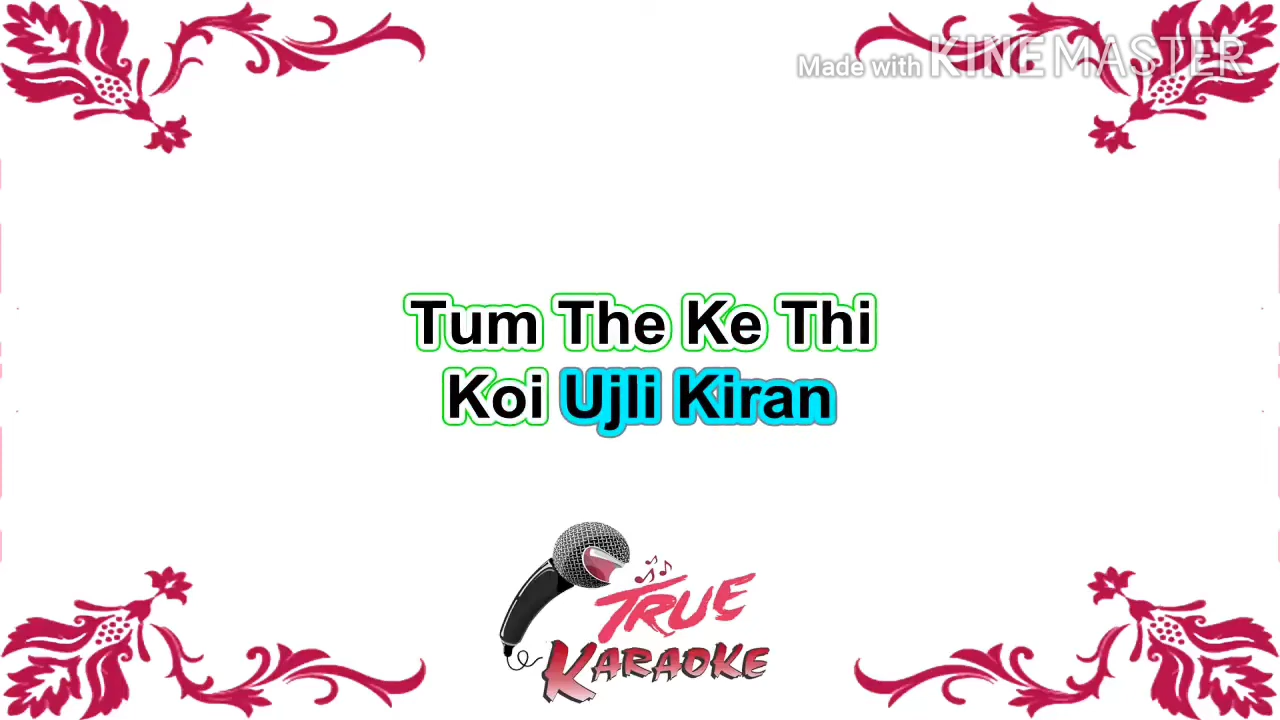 Made with KINEMASTER
Tum The Ke Thi
Koi Ujli Kiran
TRUE
KARAOKE